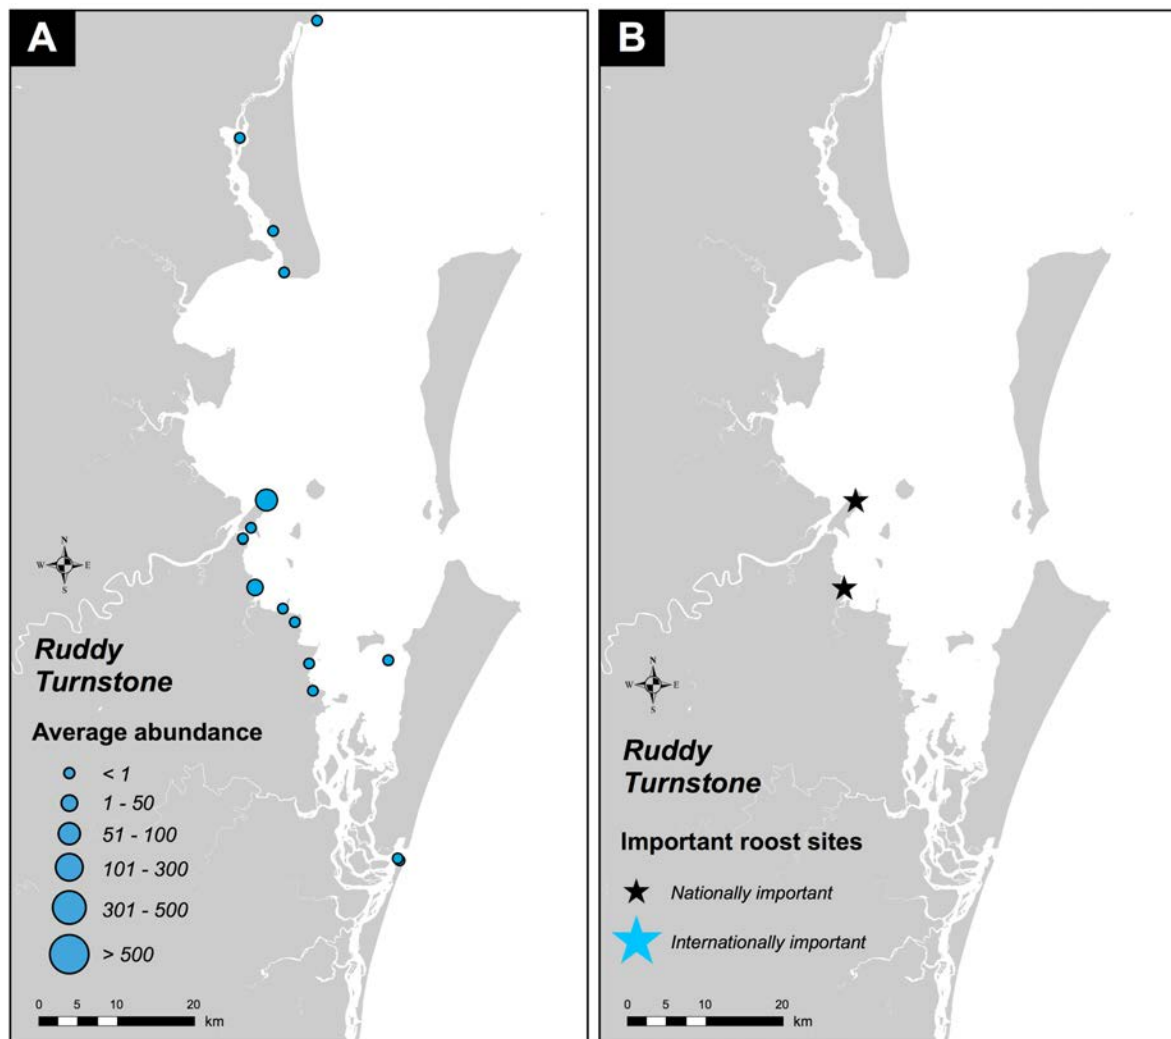 A
N
W E
S
Ruddy
Turnstone
Average abundance
< 1
1 - 50
51 - 100
101 - 300
301 - 500
> 500
0 5 10 20
km
B
N
W E
S
Ruddy
Turnstone
Important roost sites
Nationally important
Internationally important
0 5 10 20
km